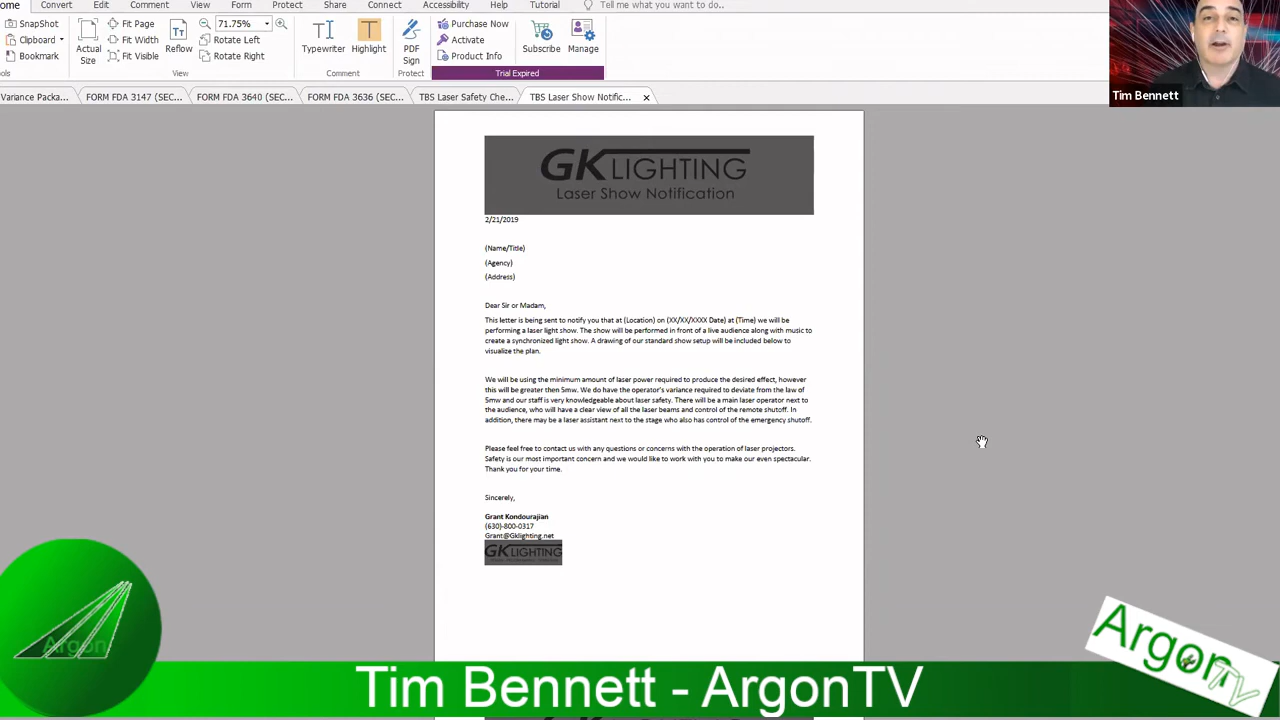 ome Convert Edit Comment View Form Protect Share Connect Accessibility Help Tutorial Tell me what you want to do...
SnapShot Fit Page 71.75% Purchase Now
Clipboard Fit Width Rotate Left Activate
Bookmark Fit Visible Rotate Right Product Info
Actual Size Reflow Typewriter Highlight PDF Sign Subscribe Manage
ols View Comment Protect Trial Expired
Tim Bennett
Variance Packa... FORM FDA 3147 (SEC... FORM FDA 3640 (SEC... FORM FDA 3636 (SEC... TBS Laser Safety Che... TBS Laser Show Notific...
GKLIGHTING
Laser Show Notification
2/21/2019
(Name/Title)
(Agency)
(Address)
Dear Sir or Madam,
This letter is being sent to notify you that at (Location) on (XX/XX/XXXX Date) at (Time) we will be
performing a laser light show. The show will be performed in front of a live audience along with music to
create a synchronized light show. A drawing of our standard show setup will be included below to
visualize the plan.
We will be using the minimum amount of laser power required to produce the desired effect, however
this will be greater then 5mw. We do have the operator's variance required to deviate from the law of
5mw and our staff is very knowledgeable about laser safety. There will be a main laser operator next to
the audience, who will have a clear view of all the laser beams and control of the remote shutoff. In
addition, there may be a laser assistant next to the stage who also has control of the emergency shutoff.
Please feel free to contact us with any questions or concerns with the operation of laser projectors.
Safety is our most important concern and we would like to work with you to make our even spectacular.
Thank you for your time.
Sincerely,
Grant Kondourajian
(630)-800-0317
Grant@Gklighting.net
GKLIGHTING
Argon
Argon TV
Tim Bennett - ArgonTV